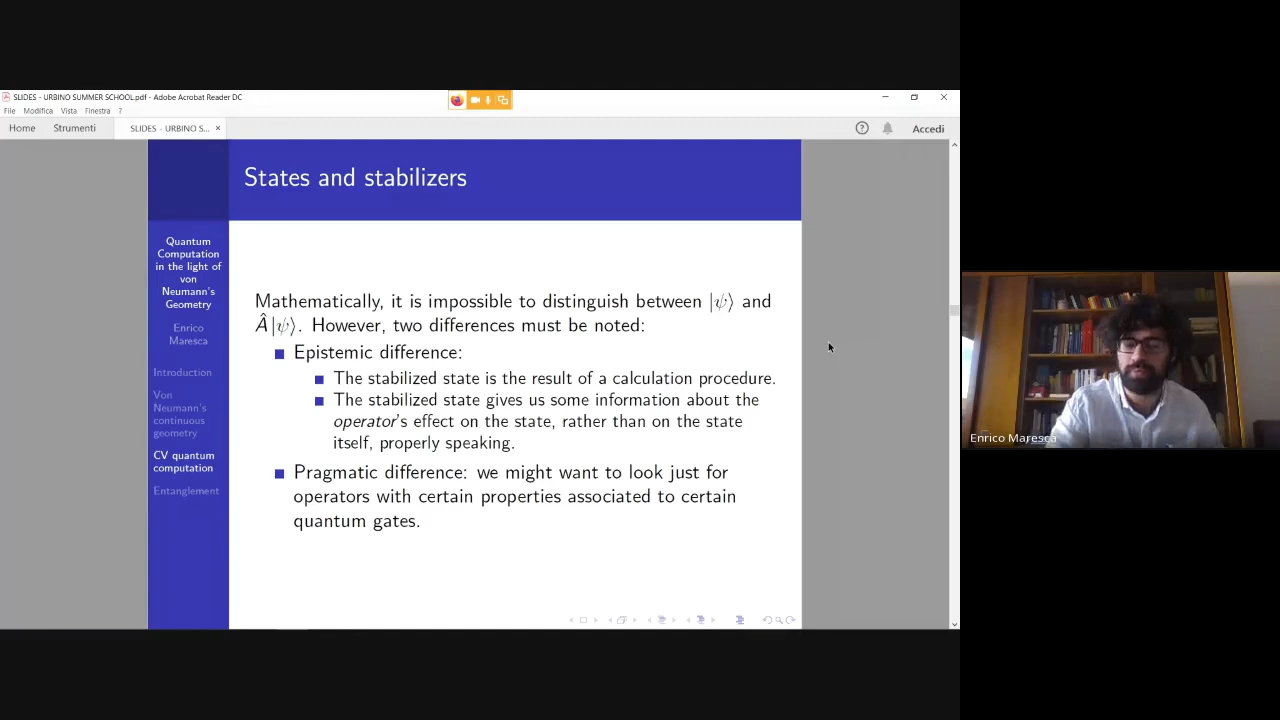 SLIDES - URBINO SUMMER SCHOOL.pdf - Adobe Acrobat Reader DC
File Modifica Vista Finestra ?
Home Strumenti SLIDES - URBINO S... × Accedi
States and stabilizers
Quantum
Computation
in the light of
von
Neumann's
Geometry
Enrico
Maresca
Introduction
Von
Neumann's
continuous
geometry
CV quantum
computation
Entanglement
Mathematically, it is impossible to distinguish between |ψ⟩ and
Â|ψ⟩. However, two differences must be noted:
Epistemic difference:
The stabilized state is the result of a calculation procedure.
The stabilized state gives us some information about the
operator's effect on the state, rather than on the state
itself, properly speaking.
Pragmatic difference: we might want to look just for
operators with certain properties associated to certain
quantum gates.
Enrico Maresca